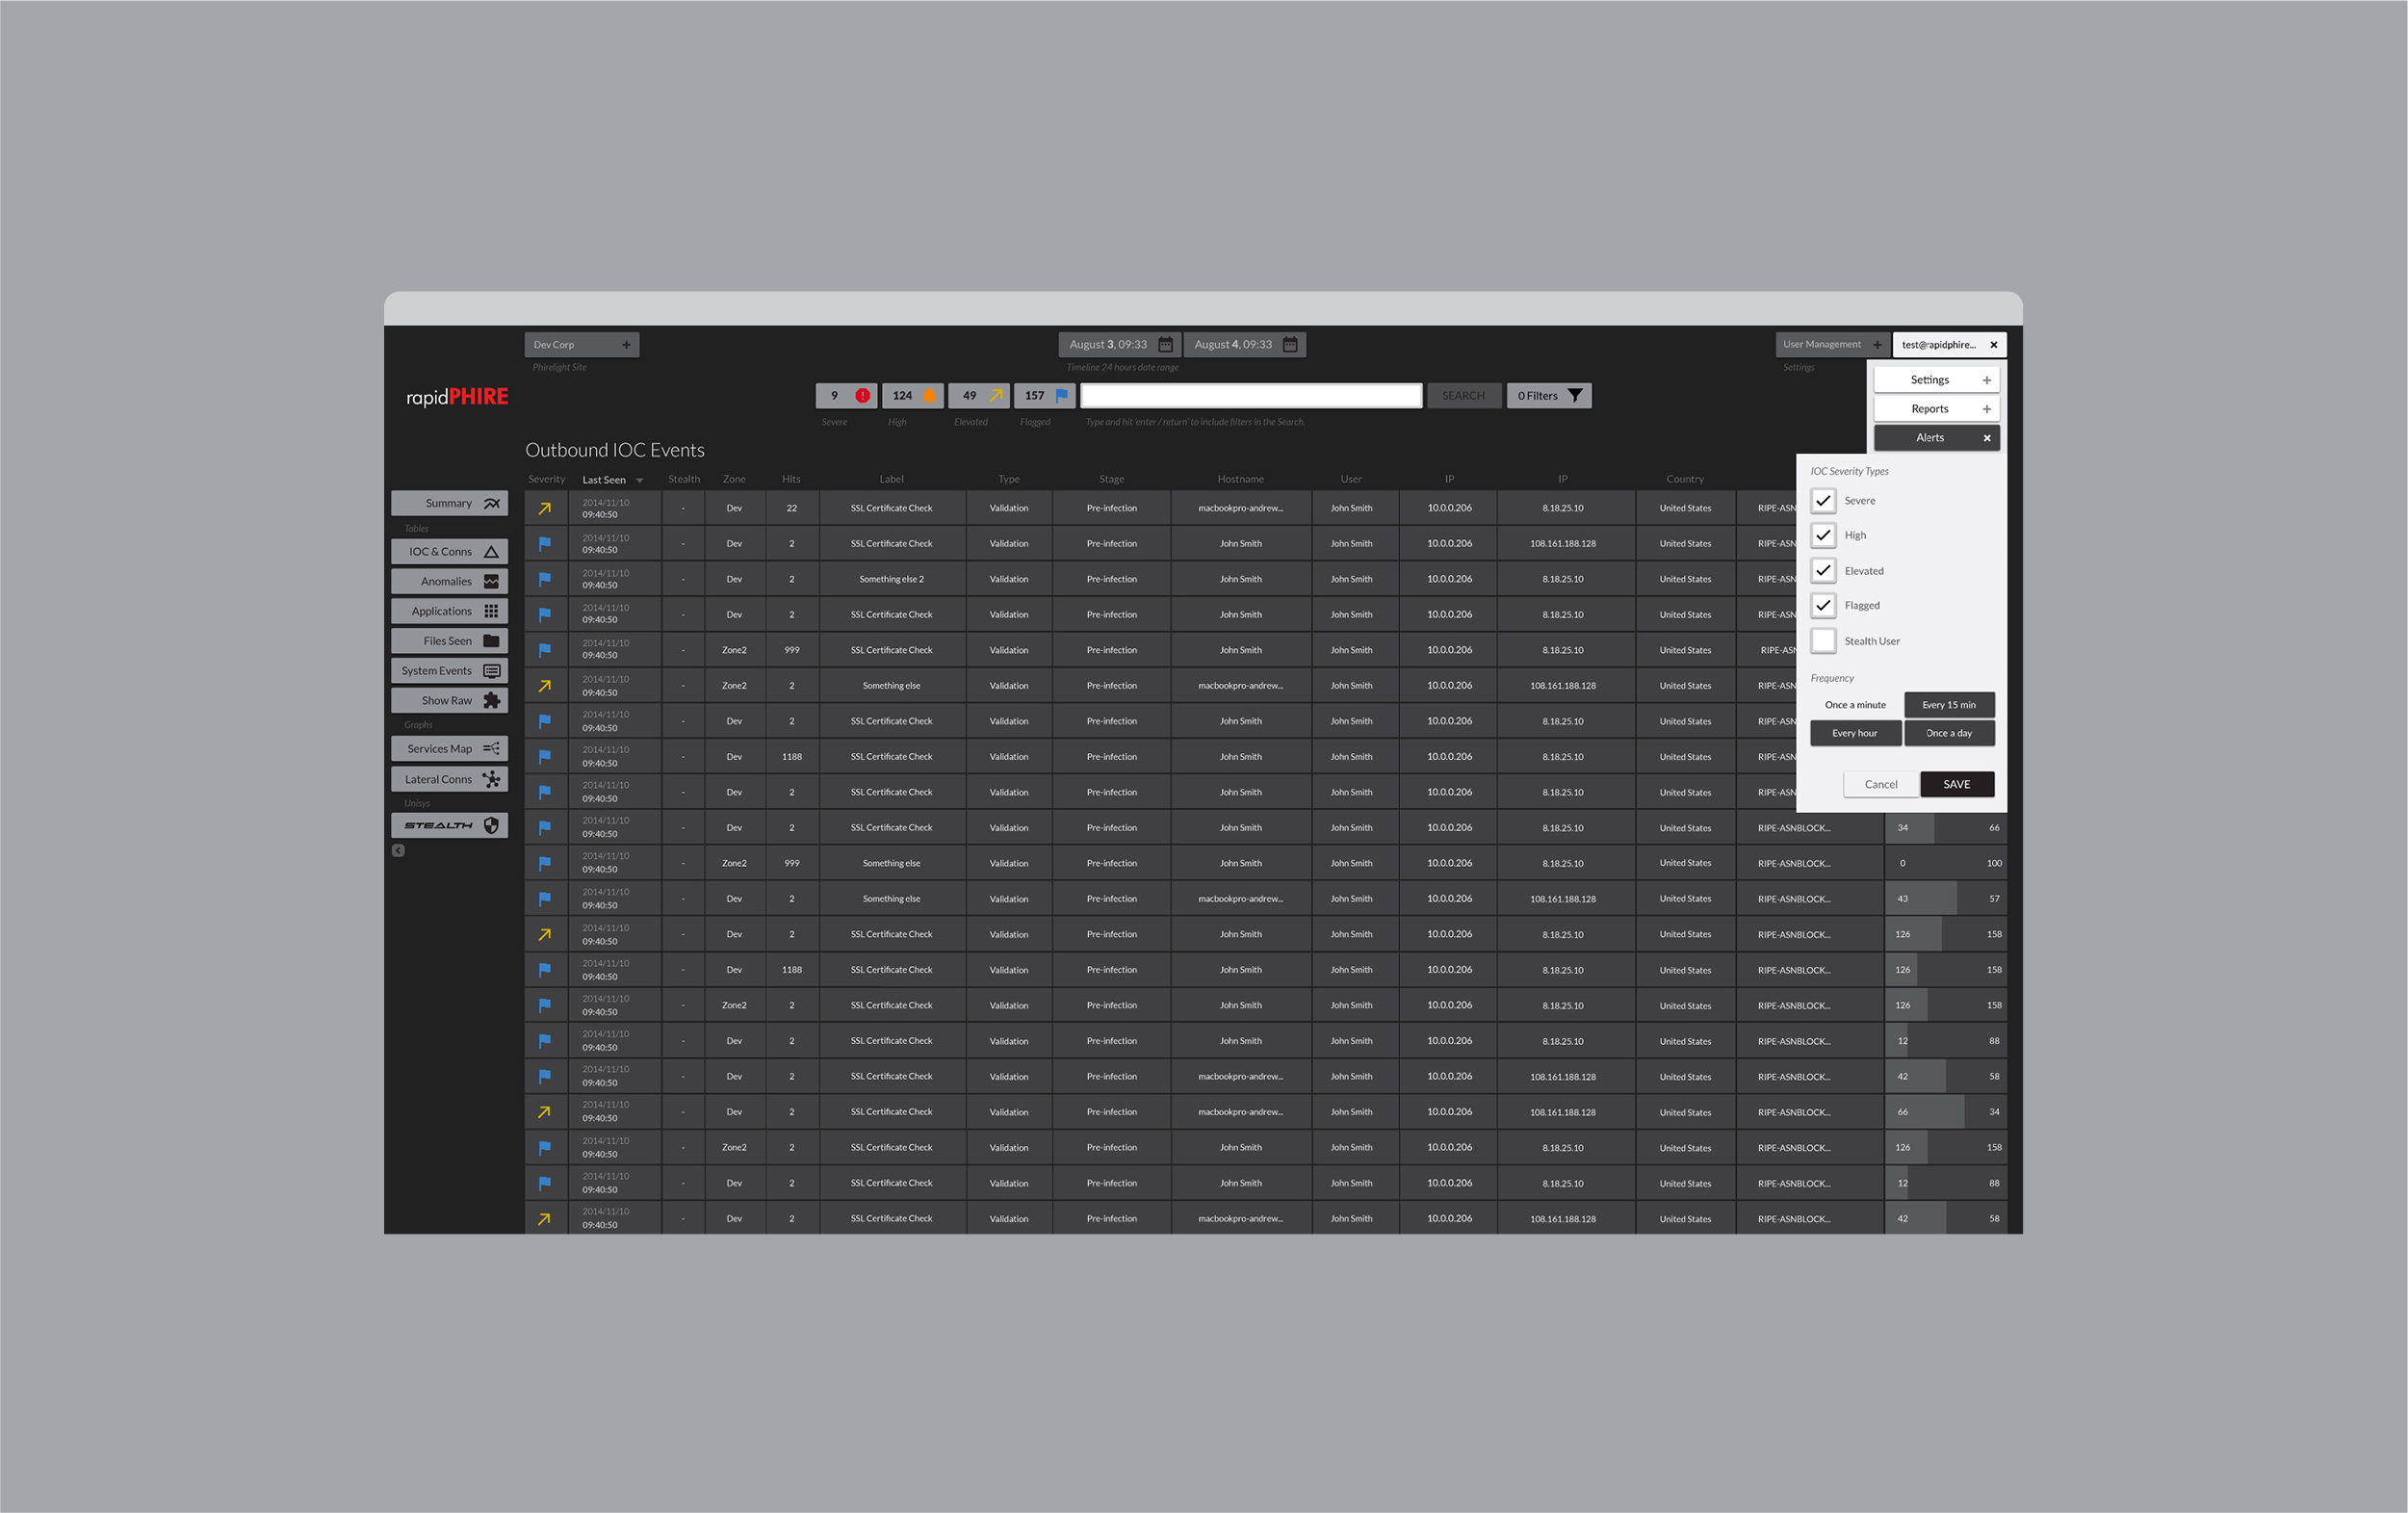 Dev Corp +
August 3, 09:33
August 4, 09:33
User Management +
test@rapidphire... ×
Phirelight Site
Timeline 24 hours date range
Settings
Settings +
Reports +
Alerts ×
rapidPHIRE
9
124
49
157
SEARCH
0 Filters
Severe
High
Elevated
Flagged
Type and hit 'enter / return' to include filters in the Search.
Outbound IOC Events
Summary
Tables
IOC & Conns
Anomalies
Applications
Files Seen
System Events
Show Raw
Graphs
Services Map
Lateral Conns
Unisys
STEALTH
Severity Last Seen Stealth Zone Hits Label Type Stage Hostname User IP IP Country
2014/11/10 09:40:50 - Dev 22 SSL Certificate Check Validation Pre-infection macbookpro-andrew... John Smith 10.0.0.206 8.18.25.10 United States RIPE-ASN
2014/11/10 09:40:50 - Dev 2 SSL Certificate Check Validation Pre-infection John Smith John Smith 10.0.0.206 108.161.188.128 United States RIPE-ASN
2014/11/10 09:40:50 - Dev 2 Something else 2 Validation Pre-infection John Smith John Smith 10.0.0.206 8.18.25.10 United States RIPE-ASN
2014/11/10 09:40:50 - Dev 2 SSL Certificate Check Validation Pre-infection John Smith John Smith 10.0.0.206 8.18.25.10 United States RIPE-ASN
2014/11/10 09:40:50 - Zone2 999 SSL Certificate Check Validation Pre-infection John Smith John Smith 10.0.0.206 8.18.25.10 United States RIPE-ASN
2014/11/10 09:40:50 - Zone2 2 Something else Validation Pre-infection macbookpro-andrew... John Smith 10.0.0.206 108.161.188.128 United States RIPE-ASN
2014/11/10 09:40:50 - Dev 2 SSL Certificate Check Validation Pre-infection John Smith John Smith 10.0.0.206 8.18.25.10 United States RIPE-ASN
2014/11/10 09:40:50 - Dev 1188 SSL Certificate Check Validation Pre-infection John Smith John Smith 10.0.0.206 8.18.25.10 United States RIPE-ASN
2014/11/10 09:40:50 - Dev 2 SSL Certificate Check Validation Pre-infection John Smith John Smith 10.0.0.206 8.18.25.10 United States RIPE-ASN
2014/11/10 09:40:50 - Dev 2 SSL Certificate Check Validation Pre-infection John Smith John Smith 10.0.0.206 8.18.25.10 United States RIPE-ASNBLOCK... 34 66
2014/11/10 09:40:50 - Zone2 999 Something else Validation Pre-infection John Smith John Smith 10.0.0.206 8.18.25.10 United States RIPE-ASNBLOCK... 0 100
2014/11/10 09:40:50 - Dev 2 Something else Validation Pre-infection macbookpro-andrew... John Smith 10.0.0.206 108.161.188.128 United States RIPE-ASNBLOCK... 43 57
2014/11/10 09:40:50 - Dev 2 SSL Certificate Check Validation Pre-infection John Smith John Smith 10.0.0.206 8.18.25.10 United States RIPE-ASNBLOCK... 126 158
2014/11/10 09:40:50 - Dev 1188 SSL Certificate Check Validation Pre-infection John Smith John Smith 10.0.0.206 8.18.25.10 United States RIPE-ASNBLOCK... 126 158
2014/11/10 09:40:50 - Zone2 2 SSL Certificate Check Validation Pre-infection John Smith John Smith 10.0.0.206 8.18.25.10 United States RIPE-ASNBLOCK... 126 158
2014/11/10 09:40:50 - Dev 2 SSL Certificate Check Validation Pre-infection John Smith John Smith 10.0.0.206 8.18.25.10 United States RIPE-ASNBLOCK... 12 88
2014/11/10 09:40:50 - Dev 2 SSL Certificate Check Validation Pre-infection macbookpro-andrew... John Smith 10.0.0.206 108.161.188.128 United States RIPE-ASNBLOCK... 42 58
2014/11/10 09:40:50 - Dev 2 SSL Certificate Check Validation Pre-infection macbookpro-andrew... John Smith 10.0.0.206 108.161.188.128 United States RIPE-ASNBLOCK... 66 34
2014/11/10 09:40:50 - Zone2 2 SSL Certificate Check Validation Pre-infection John Smith John Smith 10.0.0.206 8.18.25.10 United States RIPE-ASNBLOCK... 126 158
2014/11/10 09:40:50 - Dev 2 SSL Certificate Check Validation Pre-infection John Smith John Smith 10.0.0.206 8.18.25.10 United States RIPE-ASNBLOCK... 12 88
2014/11/10 09:40:50 - Dev 2 SSL Certificate Check Validation Pre-infection macbookpro-andrew... John Smith 10.0.0.206 108.161.188.128 United States RIPE-ASNBLOCK... 42 58
IOC Severity Types
Severe
High
Elevated
Flagged
Stealth User
Frequency
Once a minute
Every 15 min
Every hour
Once a day
Cancel
SAVE